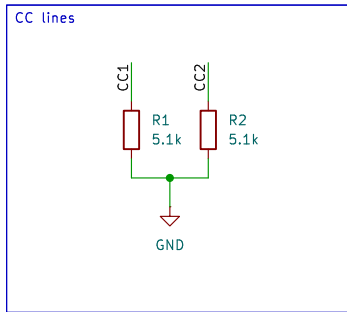 CC lines
CC1
CC2
R1
5.1k
R2
5.1k
GND